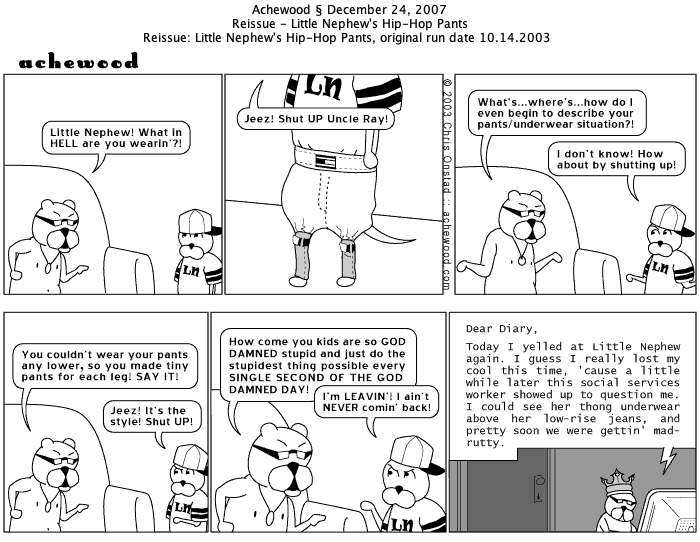 Achewood § December 24, 2007
Reissue - Little Nephew's Hip-Hop Pants
Reissue: Little Nephew's Hip-Hop Pants, original run date 10.14.2003
achewood
Little Nephew! What in
HELL are you wearin'?!
LN
Jeez! Shut UP Uncle Ray!
LN
© 2003 Chris Onstad :: achewood.com
What's...where's...how do I
even begin to describe your
pants/underwear situation?!
I don't know! How
about by shutting up!
LN
You couldn't wear your pants
any lower, so you made tiny
pants for each leg! SAY IT!
Jeez! It's the
style! Shut UP!
LN
How come you kids are so GOD
DAMNED stupid and just do the
stupidest thing possible every
SINGLE SECOND OF THE GOD
DAMNED DAY!
I'm LEAVIN'! I ain't
NEVER comin' back!
LN
Dear Diary,
Today I yelled at Little Nephew
again. I guess I really lost my
cool this time, 'cause a little
while later this social services
worker showed up to question me.
I could see her thong underwear
above her low-rise jeans, and
pretty soon we were gettin' mad-
rutty.